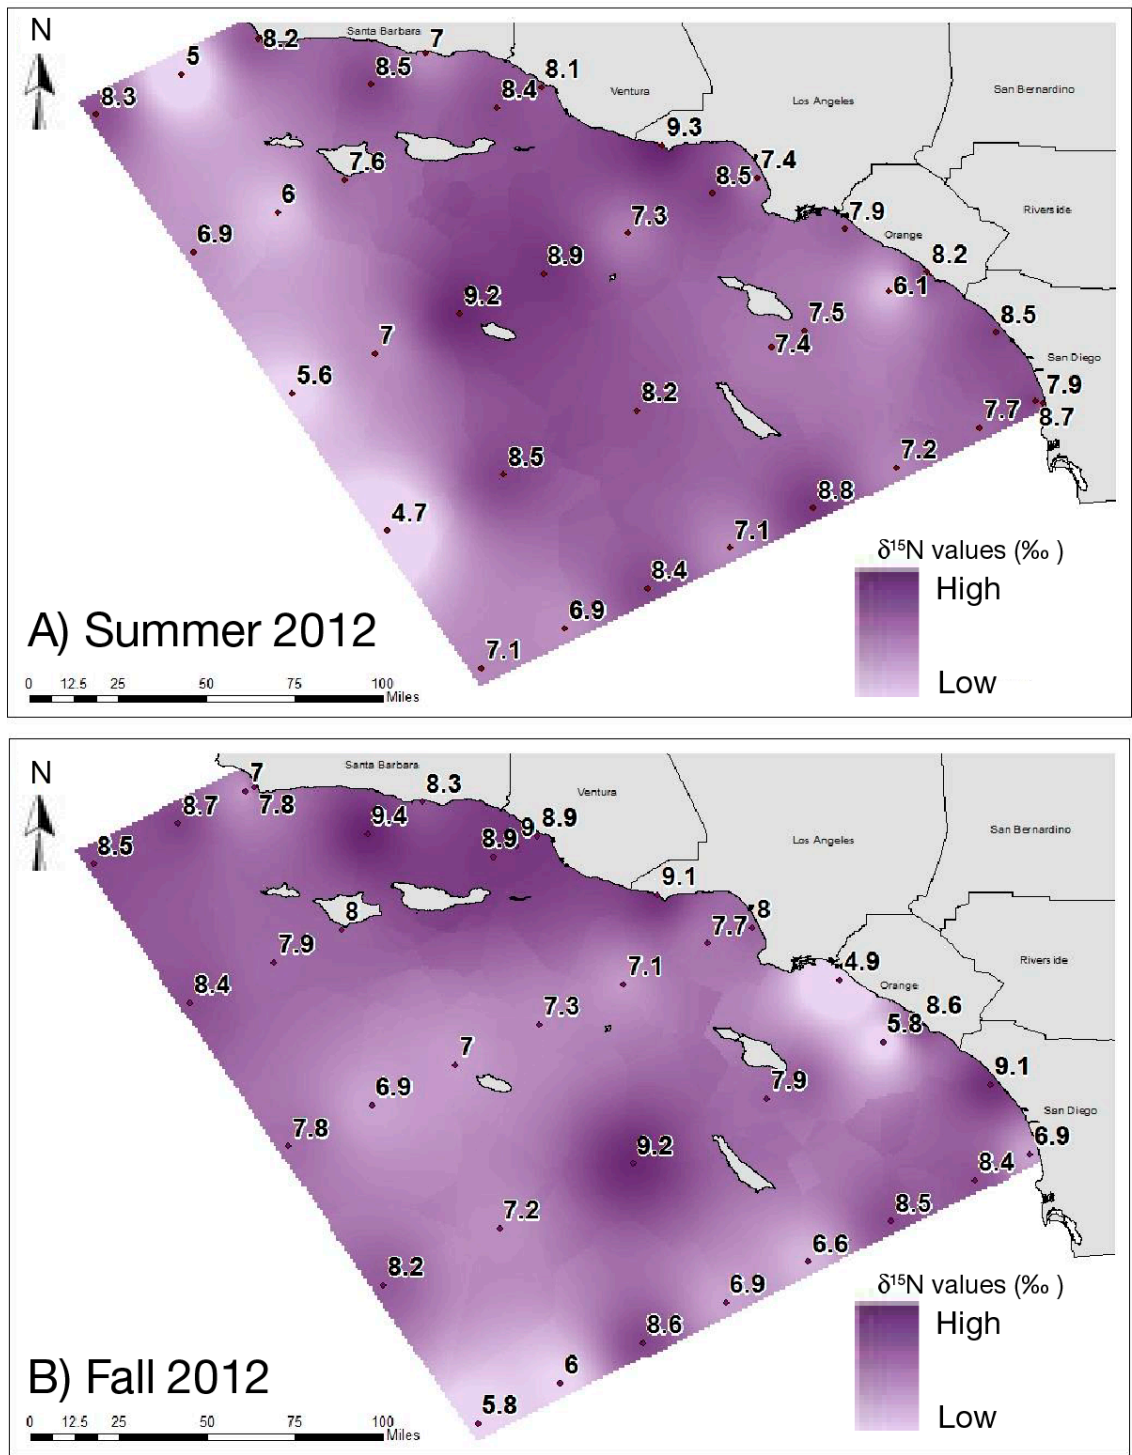 N
Santa Barbara
8.2
7
5
8.5
8.1
8.3
8.4
Ventura
Los Angeles
San Bernardino
9.3
7.4
7.6
8.5
6
7.3
7.9
Riverside
6.9
Orange
8.9
8.2
9.2
6.1
7.5
8.5
7
7.4
San Diego
5.6
8.2
7.9
7.7
8.7
8.5
7.2
8.8
4.7
7.1
δ¹⁵N values (‰ )
8.4
High
6.9
A) Summer 2012
7.1
Low
0 12.5 25 50 75 100
Miles
N
7
Santa Barbara
8.3
Ventura
8.7
7.8
9.4
9
8.9
8.5
8.9
Los Angeles
San Bernardino
9.1
8
8
7.7
7.9
7.1
4.9
Riverside
8.4
Orange
7.3
8.6
5.8
7
9.1
6.9
7.9
San Diego
7.8
9.2
6.9
8.4
7.2
8.5
8.2
6.6
6.9
δ¹⁵N values (‰ )
8.6
High
6
B) Fall 2012
5.8
Low
0 12.5 25 50 75 100
Miles